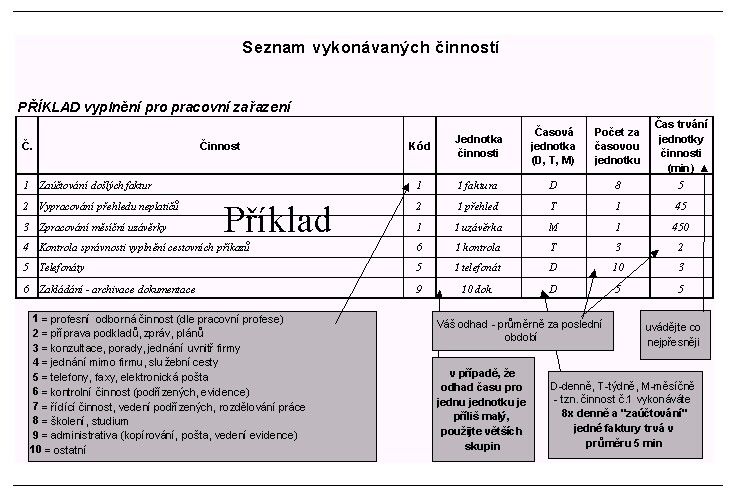 Seznam vykonávaných činností
PŘÍKLAD vyplnění pro pracovní zařazení
Č. Činnost Kód Jednotka činnosti Časová jednotka (D, T, M) Počet za časovou jednotku Čas trvání jednotky činnosti (min)
1 Zaúčtování došlých faktur 1 1 faktura D 8 5
2 Vypracování přehledu neplatičů 2 1 přehled T 1 45
3 Zpracování měsíční uzávěrky 1 1 uzávěrka M 1 450
4 Kontrola správnosti vyplnění cestovních příkazů 6 1 kontrola T 3 2
5 Telefonáty 5 1 telefonát D 10 3
6 Zakládání - archivace dokumentace 9 10 dok. D 5 5
Příklad
1 = profesní odborná činnost (dle pracovní profese)
2 = příprava podkladů, zpráv, plánů
3 = konzultace, porady, jednání uvnitř firmy
4 = jednání mimo firmu, služební cesty
5 = telefony, faxy, elektronická pošta
6 = kontrolní činnost (podřízených, evidence)
7 = řídící činnost, vedení podřízených, rozdělování práce
8 = školení, studium
9 = administrativa (kopírování, pošta, vedení evidence)
10 = ostatní
Váš odhad - průměrně za poslední
období
uvádějte co
nejpřesněji
v případě, že
odhad času pro
jednu jednotku je
příliš malý,
použijte větších
skupin
D-denně, T-týdně, M-měsíčně
- tzn. činnost č.1 vykonáváte
8x denně a "zaúčtování"
jedné faktury trvá v
průměru 5 min